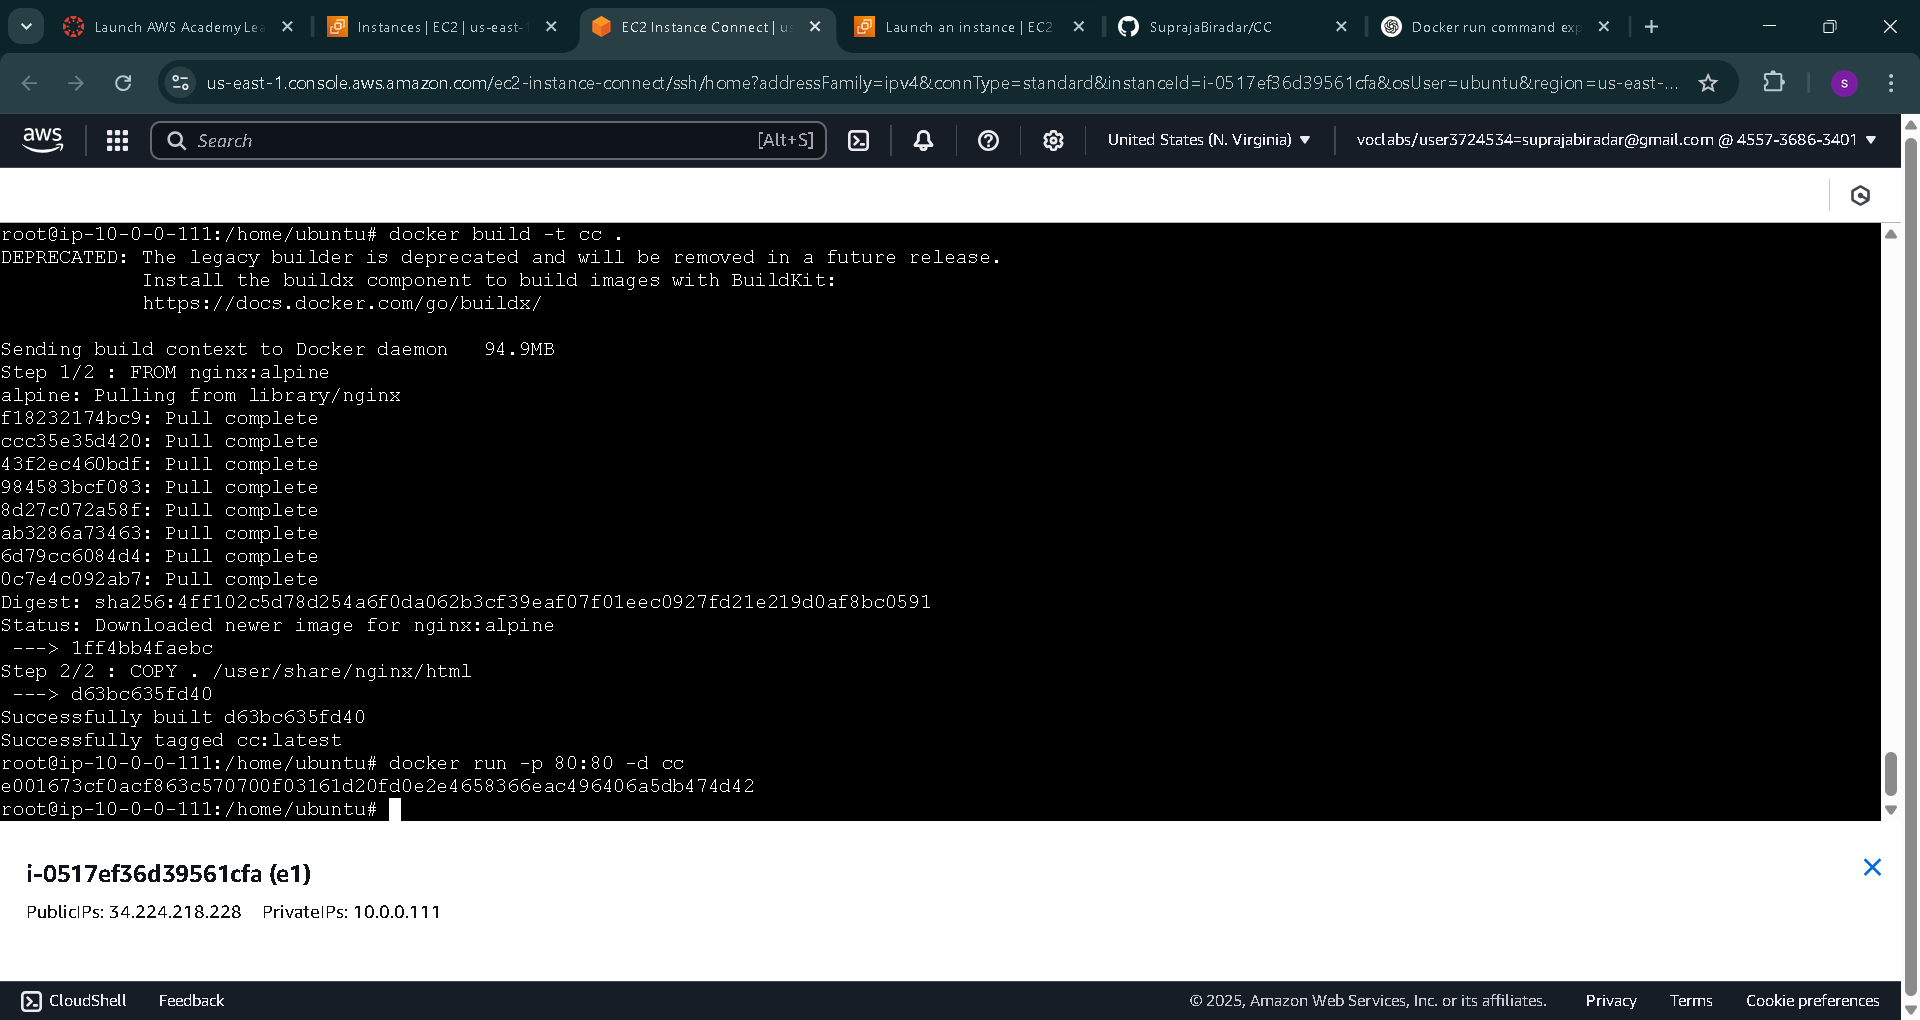 Launch AWS Academy Lea
Instances | EC2 | us-east-1
EC2 Instance Connect | us
Launch an instance | EC2
SuprajaBiradar/CC
Docker run command exp
us-east-1.console.aws.amazon.com/ec2-instance-connect/ssh/home?addressFamily=ipv4&connType=standard&instanceId=i-0517ef36d39561cfa&osUser=ubuntu&region=us-east-...
s
aws
Search
[Alt+S]
United States (N. Virginia)
voclabs/user3724534=suprajabiradar@gmail.com @ 4557-3686-3401
root@ip-10-0-0-111:/home/ubuntu# docker build -t cc .
DEPRECATED: The legacy builder is deprecated and will be removed in a future release.
Install the buildx component to build images with BuildKit:
https://docs.docker.com/go/buildx/
Sending build context to Docker daemon 94.9MB
Step 1/2 : FROM nginx:alpine
alpine: Pulling from library/nginx
f18232174bc9: Pull complete
ccc35e35d420: Pull complete
43f2ec460bdf: Pull complete
984583bcf083: Pull complete
8d27c072a58f: Pull complete
ab3286a73463: Pull complete
6d79cc6084d4: Pull complete
0c7e4c092ab7: Pull complete
Digest: sha256:4ff102c5d78d254a6f0da062b3cf39eaf07f01eec0927fd21e219d0af8bc0591
Status: Downloaded newer image for nginx:alpine
---> 1ff4bb4faebc
Step 2/2 : COPY . /user/share/nginx/html
---> d63bc635fd40
Successfully built d63bc635fd40
Successfully tagged cc:latest
root@ip-10-0-0-111:/home/ubuntu# docker run -p 80:80 -d cc
e001673cf0acf863c570700f03161d20fd0e2e4658366eac496406a5db474d42
root@ip-10-0-0-111:/home/ubuntu#
i-0517ef36d39561cfa (e1)
PublicIPs: 34.224.218.228 PrivateIPs: 10.0.0.111
CloudShell
Feedback
© 2025, Amazon Web Services, Inc. or its affiliates.
Privacy
Terms
Cookie preferences